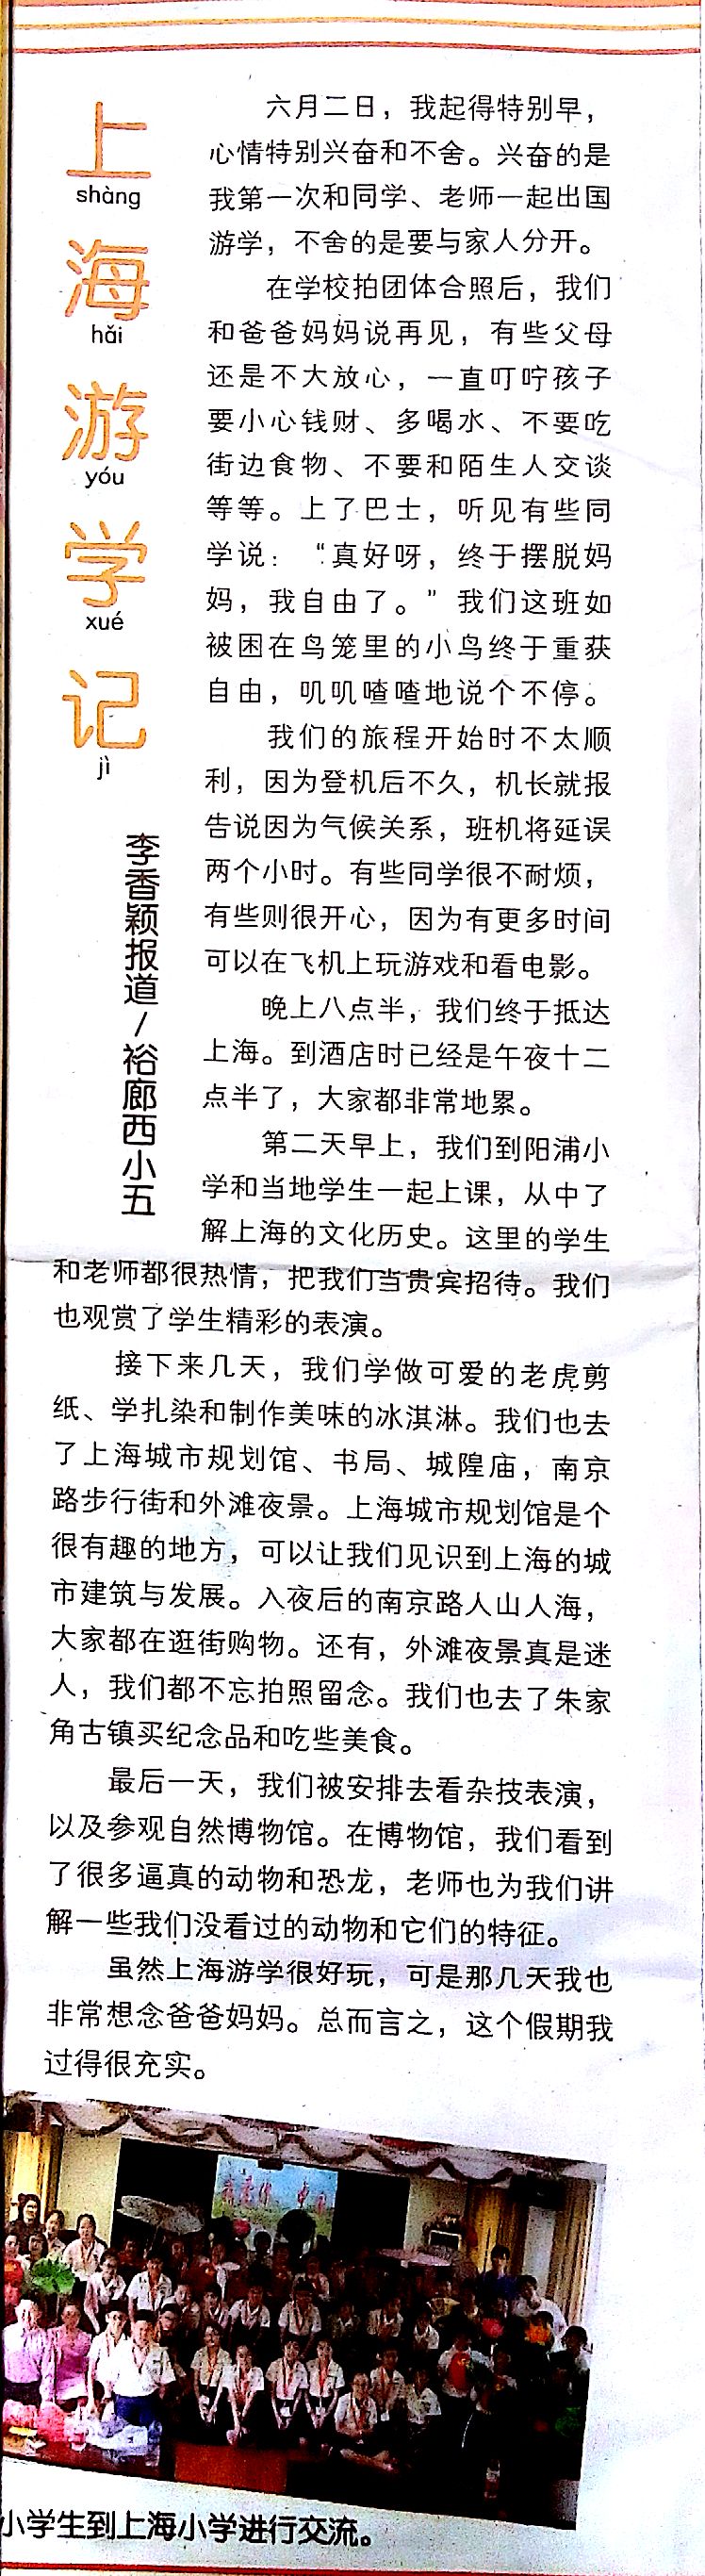 上
shàng
海
hǎi
游
yóu
学
xué
记
jì
李香颖报道/裕廊西小五
六月二日，我起得特别早，
心情特别兴奋和不舍。兴奋的是
我第一次和同学、老师一起出国
游学，不舍的是要与家人分开。
在学校拍团体合照后，我们
和爸爸妈妈说再见，有些父母
还是不大放心，一直叮咛孩子
要小心钱财、多喝水、不要吃
街边食物、不要和陌生人交谈
等等。上了巴士，听见有些同
学说：“真好呀，终于摆脱妈
妈，我自由了。”我们这班如
被困在鸟笼里的小鸟终于重获
自由，叽叽喳喳地说个不停。
我们的旅程开始时不太顺
利，因为登机后不久，机长就报
告说因为气候关系，班机将延误
两个小时。有些同学很不耐烦，
有些则很开心，因为有更多时间
可以在飞机上玩游戏和看电影。
晚上八点半，我们终于抵达
上海。到酒店时已经是午夜十二
点半了，大家都非常地累。
第二天早上，我们到阳浦小
学和当地学生一起上课，从中了
解上海的文化历史。这里的学生
和老师都很热情，把我们当贵宾招待。我们
也观赏了学生精彩的表演。
接下来几天，我们学做可爱的老虎剪
纸、学扎染和制作美味的冰淇淋。我们也去
了上海城市规划馆、书局、城隍庙，南京
路步行街和外滩夜景。上海城市规划馆是个
很有趣的地方，可以让我们见识到上海的城
市建筑与发展。入夜后的南京路人山人海，
大家都在逛街购物。还有，外滩夜景真是迷
人，我们都不忘拍照留念。我们也去了朱家
角古镇买纪念品和吃些美食。
最后一天，我们被安排去看杂技表演，
以及参观自然博物馆。在博物馆，我们看到
了很多逼真的动物和恐龙，老师也为我们讲
解一些我们没看过的动物和它们的特征。
虽然上海游学很好玩，可是那几天我也
非常想念爸爸妈妈。总而言之，这个假期我
过得很充实。
小学生到上海小学进行交流。